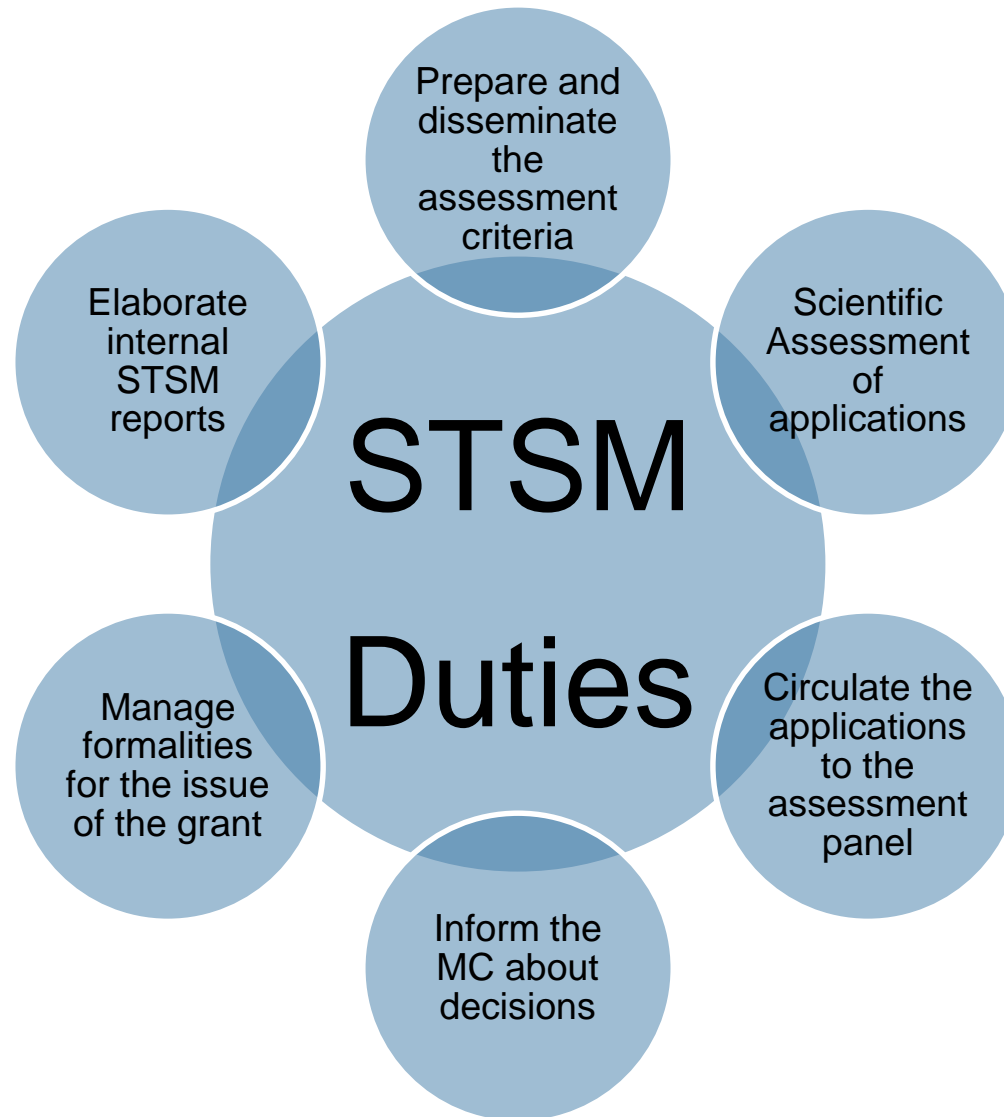 Prepare and
disseminate
the
assessment
criteria
Elaborate
internal
STSM
reports
Scientific
Assessment
of
applications
STSM
Duties
Manage
formalities
for the issue
of the grant
Circulate the
applications
to the
assessment
panel
Inform the
MC about
decisions